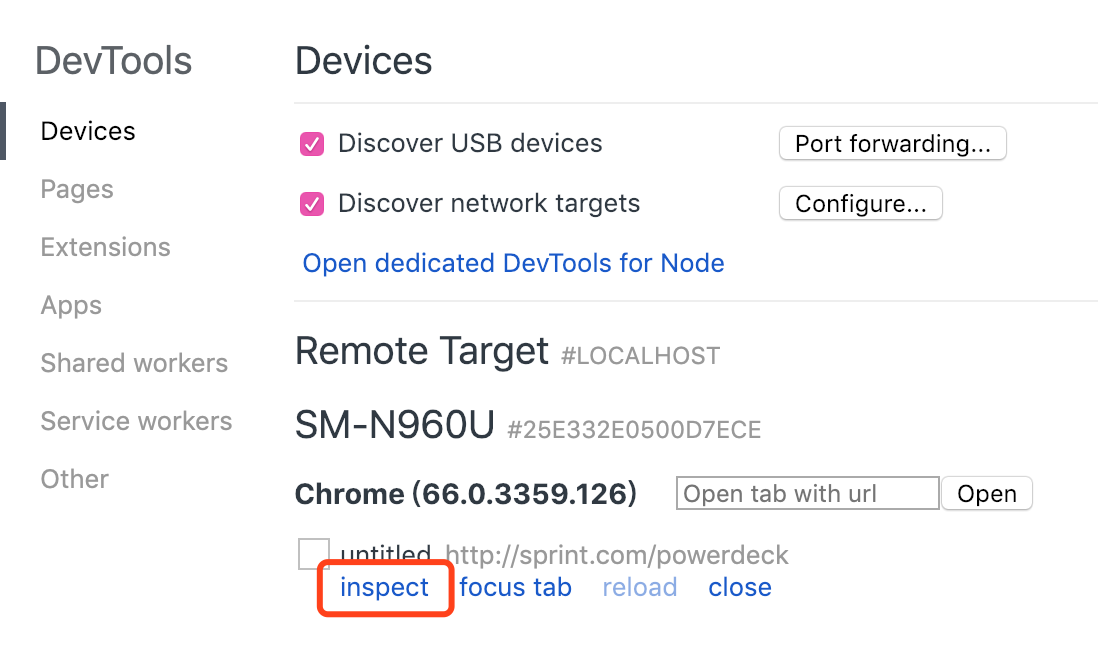 DevTools
Devices
Pages
Extensions
Apps
Shared workers
Service workers
Other
Devices
Discover USB devices
Port forwarding...
Discover network targets
Configure...
Open dedicated DevTools for Node
Remote Target #LOCALHOST
SM-N960U #25E332E0500D7ECE
Chrome (66.0.3359.126) Open tab with url Open
untitled http://sprint.com/powerdeck
inspect focus tab reload close